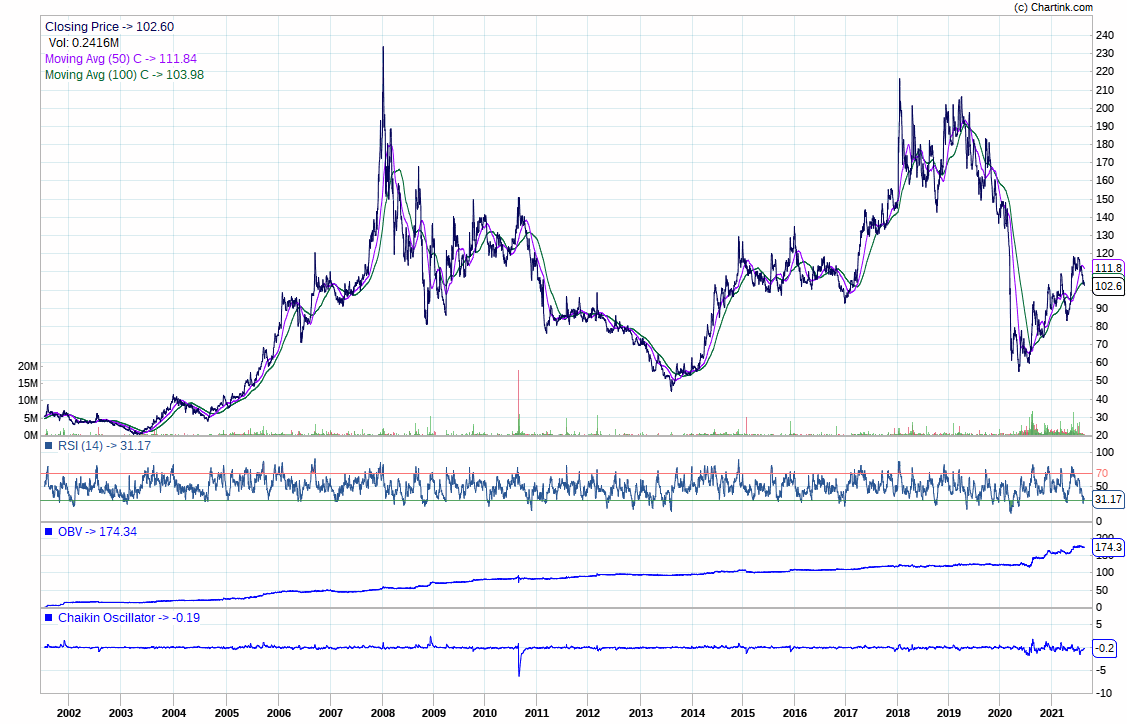 (c) Chartink.com
Closing Price -> 102.60
Vol: 0.2416M
Moving Avg (50) C -> 111.84
Moving Avg (100) C -> 103.98
240
230
220
210
200
190
180
170
160
150
140
130
120
111.8
102.6
90
80
70
60
50
40
30
20
20M
15M
10M
5M
0M
RSI (14) -> 31.17
100
70
50
31.17
0
OBV -> 174.34
200
174.3
150
100
50
0
Chaikin Oscillator -> -0.19
5
-0.2
-5
-10
2002 2003 2004 2005 2006 2007 2008 2009 2010 2011 2012 2013 2014 2015 2016 2017 2018 2019 2020 2021